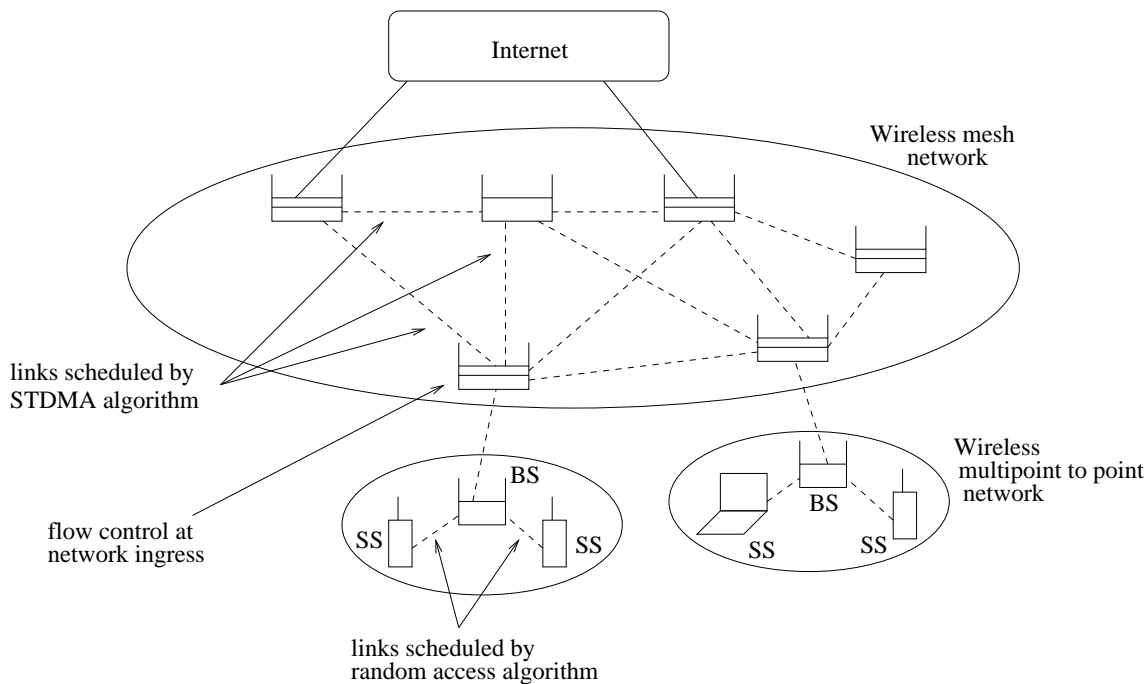 Internet
Wireless mesh
network
links scheduled by
STDMA algorithm
flow control at
network ingress
BS
SS
SS
links scheduled by
random access algorithm
Wireless
multipoint to point
network
BS
SS
SS